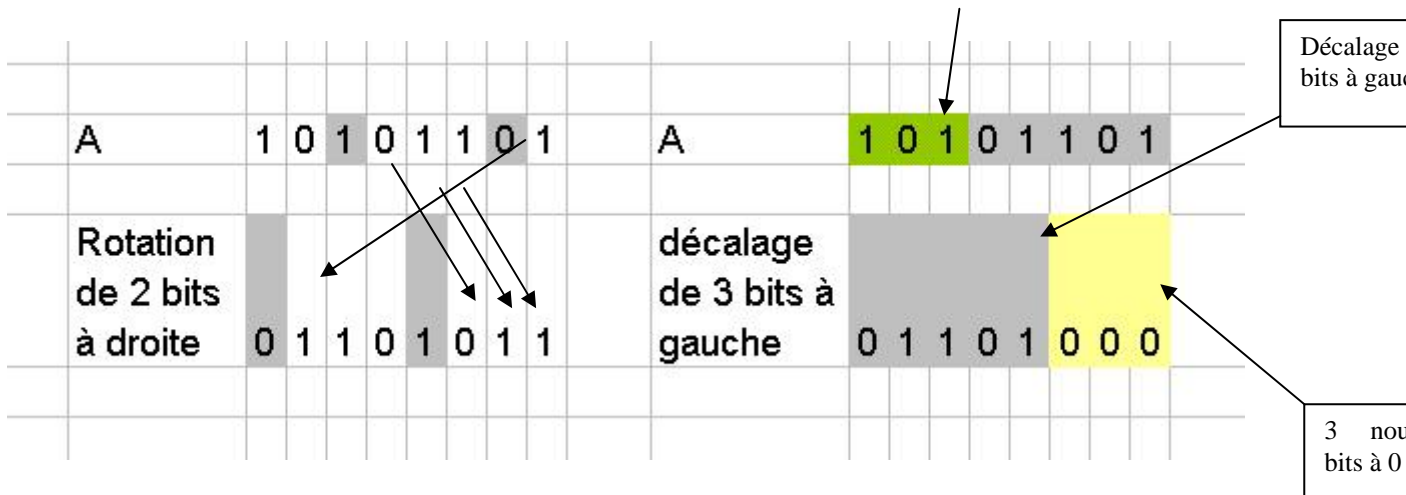 Décalage
bits à
A 1 0 1 0 1 1 0 1
A 1 0 1 0 1 1 0 1
Rotation
de 2 bits
à droite 0 1 1 0 1 0 1 1
décalage
de 3 bits à
gauche 0 1 1 0 1 0 0 0
3
bits à 0